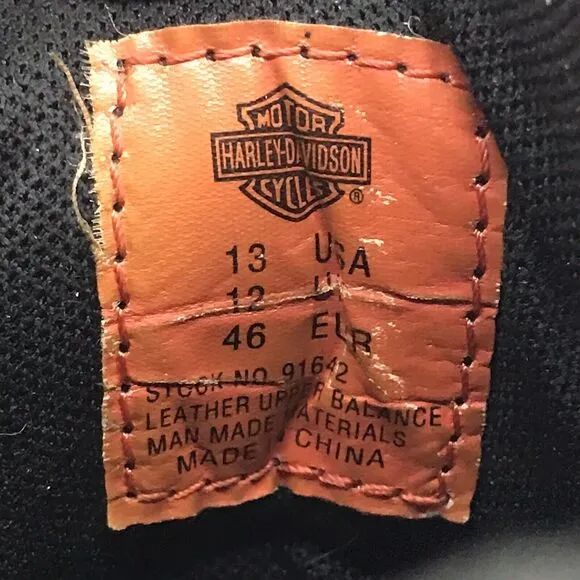 MOTOR
HARLEY-DAVIDSON
CYCLES
®
13 USA
12
46 EUR
STOCK NO. 91642
LEATHER UPPER BALANCE
MAN MADE MATERIALS
MADE CHINA